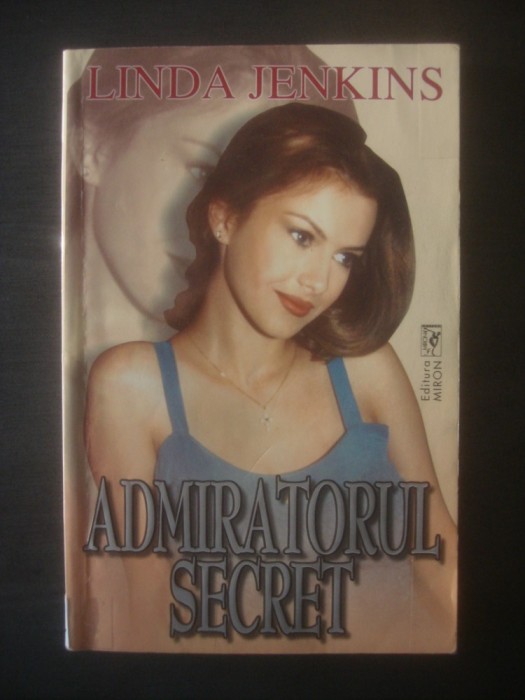 LINDA JENKINS
Editura
MIRON
ADMIRATORUL
SECRET